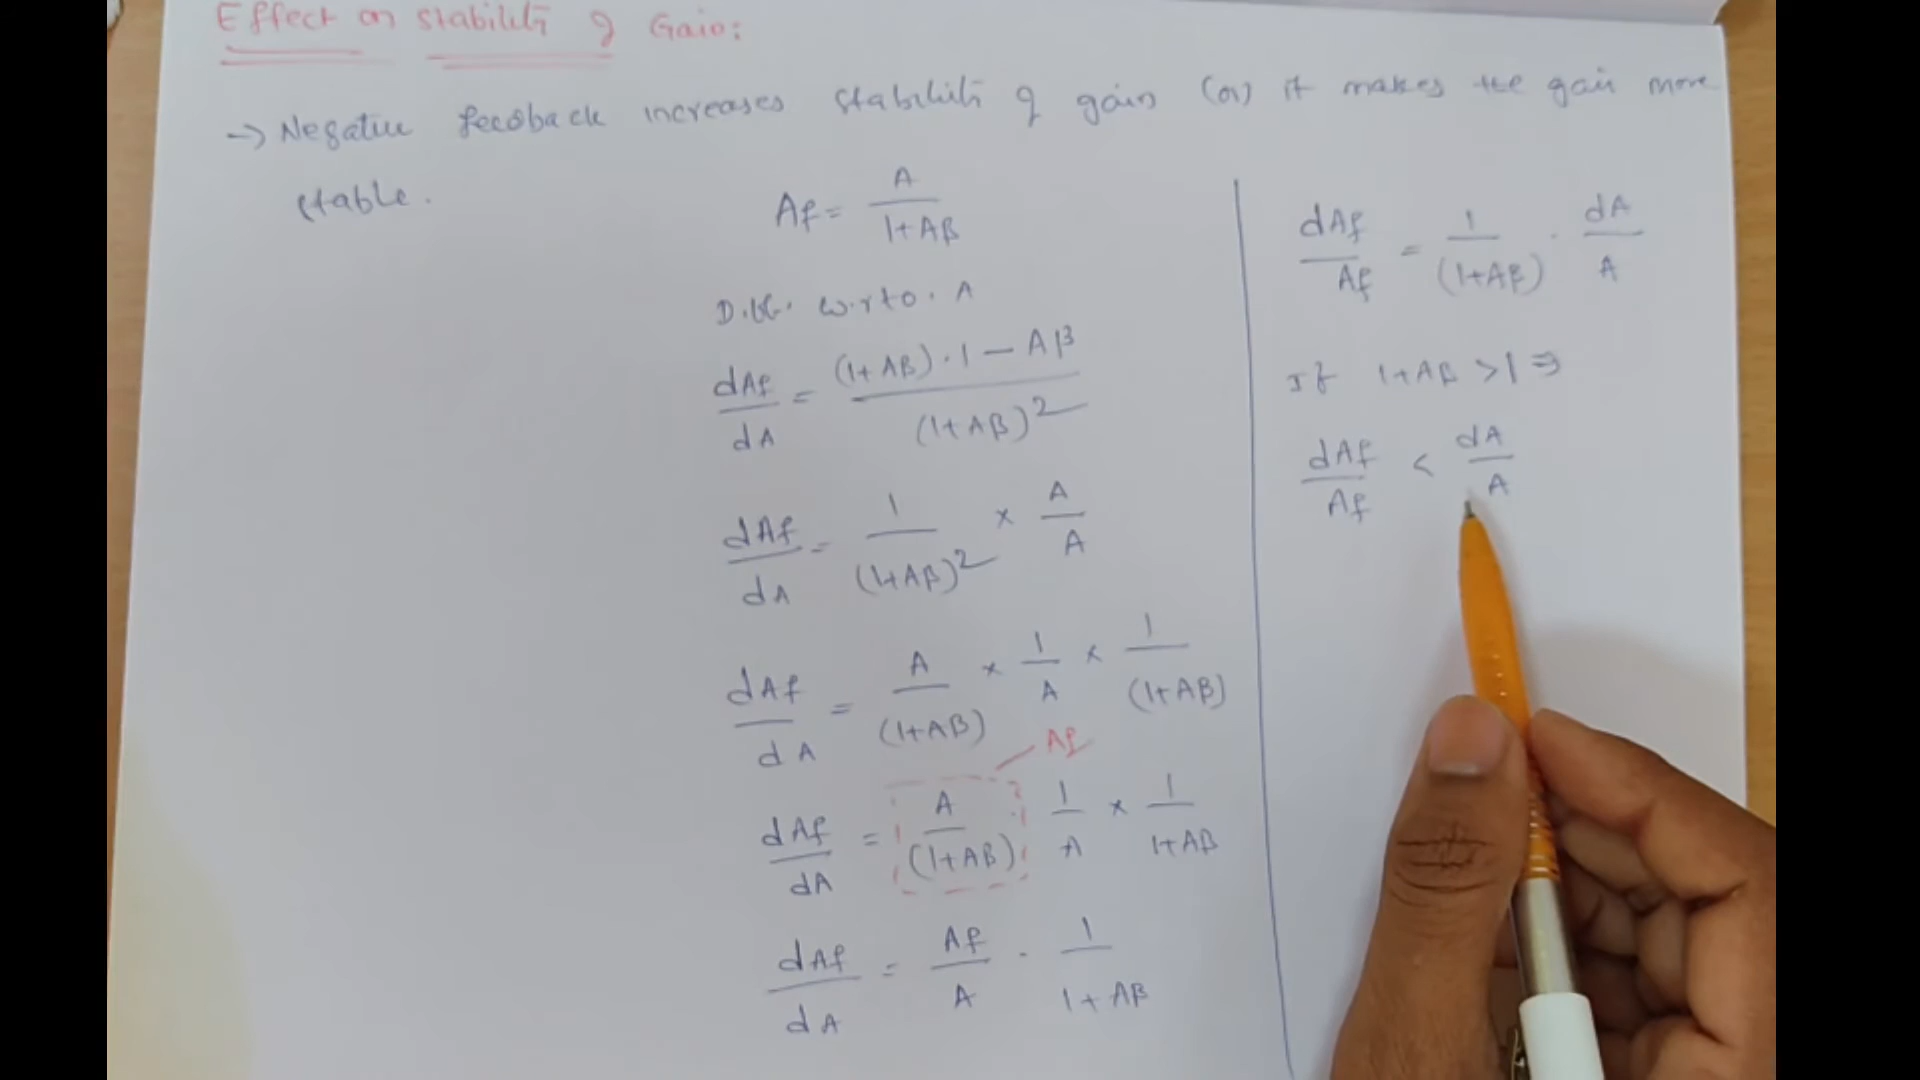 Effect on stability of Gain:
→ Negative feedback increases stability of gain (or) it makes the gain more
stable.
Af = A / 1+Aβ
Diff. w.r.to. A
dAf/dA = (1+Aβ).1 - Aβ / (1+Aβ)²
dAf/dA = 1/(1+Aβ)² × A/A
dAf/dA = A/(1+Aβ) × 1/A × 1/(1+Aβ)
Af
dAf/dA = A/(1+Aβ) . 1/A × 1/1+Aβ
dAf/dA = Af/A . 1/1+Aβ
dAf/Af = 1/(1+Aβ) . dA/A
If 1+Aβ >1 ⇒
dAf/Af < dA/A